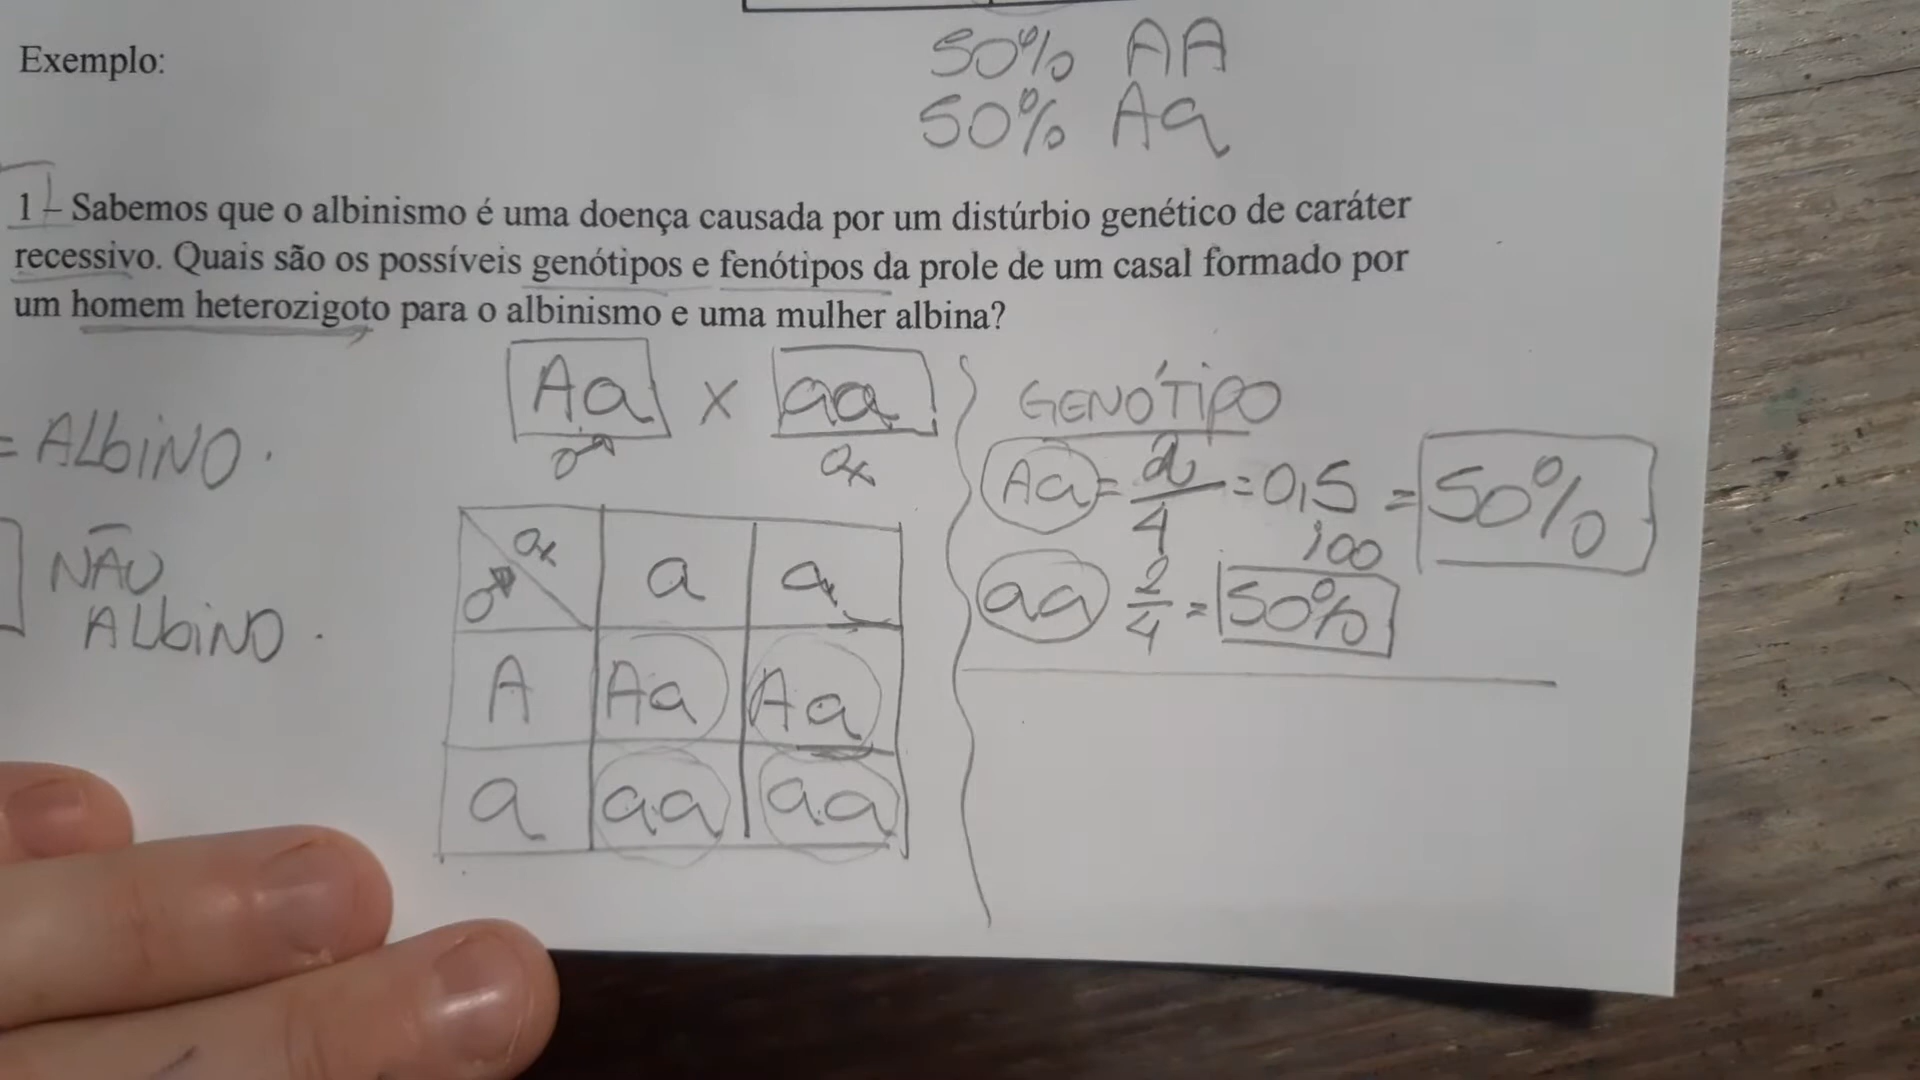 50% AA
50% Aa
Exemplo:
1 – Sabemos que o albinismo é uma doença causada por um distúrbio genético de caráter
recessivo. Quais são os possíveis genótipos e fenótipos da prole de um casal formado por
um homem heterozigoto para o albinismo e uma mulher albina?
= ALBINO.
NÃO
ALBINO.
Aa x aa
♂ ♀
♀ a a
♂
A Aa Aa
a aa aa
GENÓTIPO
Aa = 2/4 = 0,5 = 50%
100
aa 2/4 = 50%